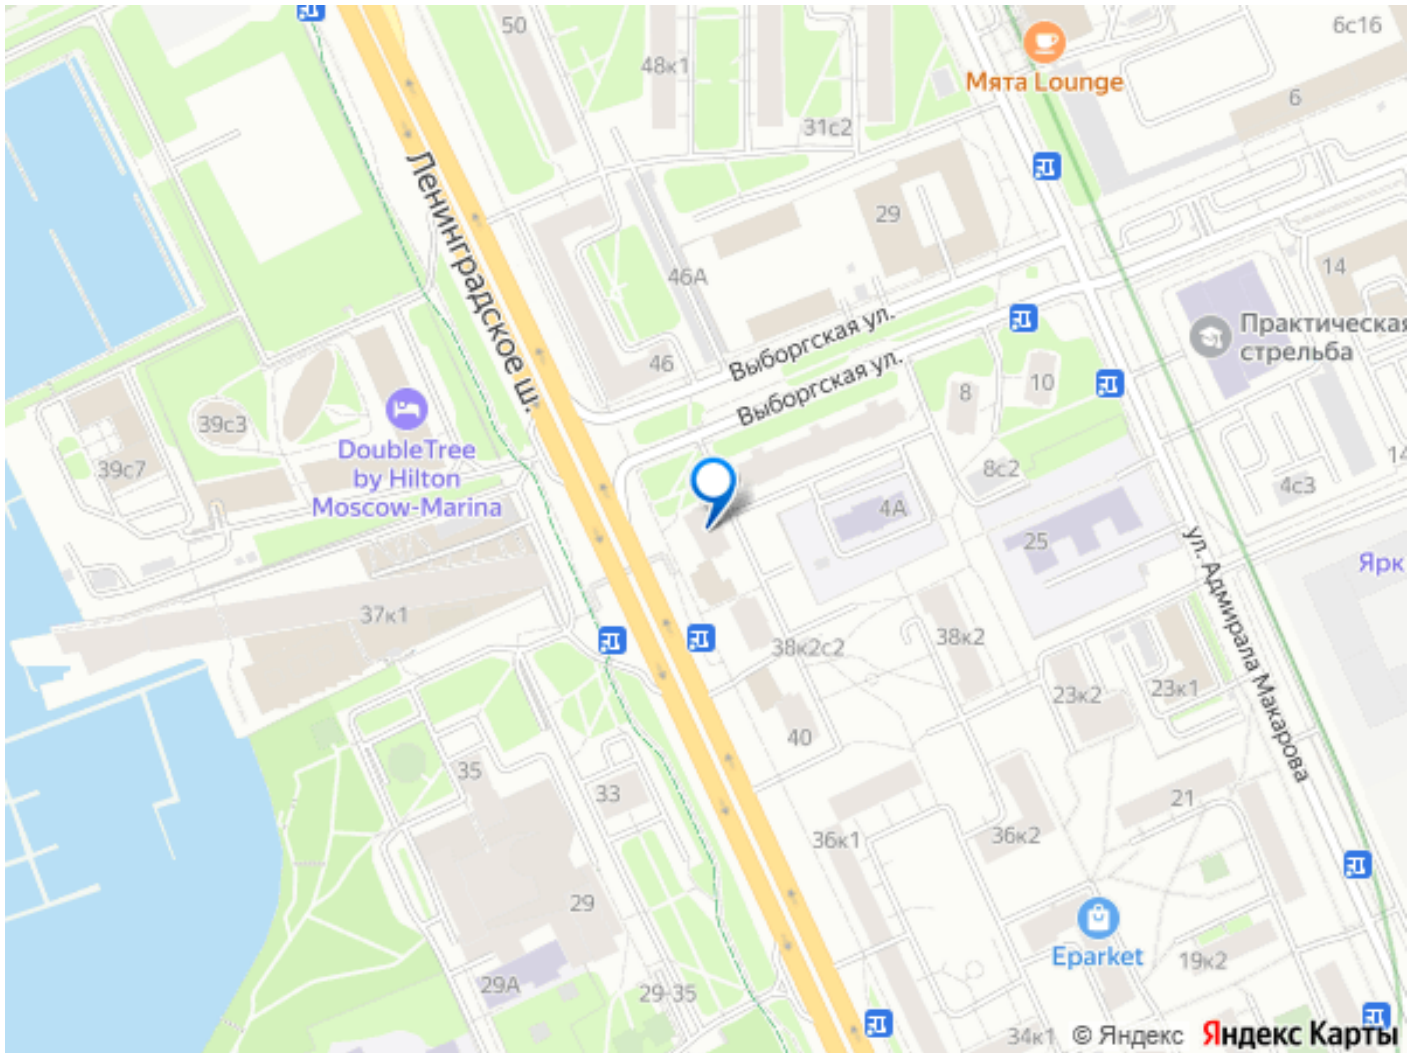 50
6с16
48к1
Мята Lounge
6
31с2
29
46А
14
Ленинградское ш.
Практическая
стрельба
Выборгская ул.
46
Выборгская ул.
10
8
39с3
DoubleTree
by Hilton
Moscow-Marina
39с7
8с2
14
4с3
4А
25
Ярк
ул. Адмирала Макарова
37к1
38к2с2
38к2
23к2
23к1
40
35
33
21
36к1
36к2
29
Eparket
19к2
29А
29-35
34к1
© Яндекс
Яндекс Карты